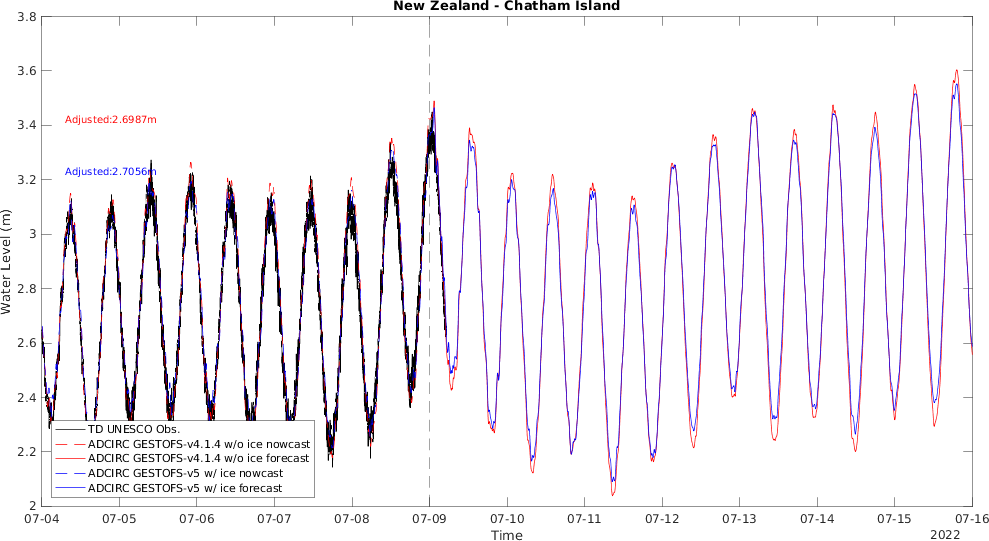 New Zealand - Chatham Island
3.8
3.6
3.4
3.2
3
2.8
2.6
2.4
2.2
2
Water Level (m)
Adjusted:2.6987m
Adjusted:2.7056m
TD UNESCO Obs.
ADCIRC GESTOFS-v4.1.4 w/o ice nowcast
ADCIRC GESTOFS-v4.1.4 w/o ice forecast
ADCIRC GESTOFS-v5 w/ ice nowcast
ADCIRC GESTOFS-v5 w/ ice forecast
07-04 07-05 07-06 07-07 07-08 07-09 07-10 07-11 07-12 07-13 07-14 07-15 07-16
Time
2022